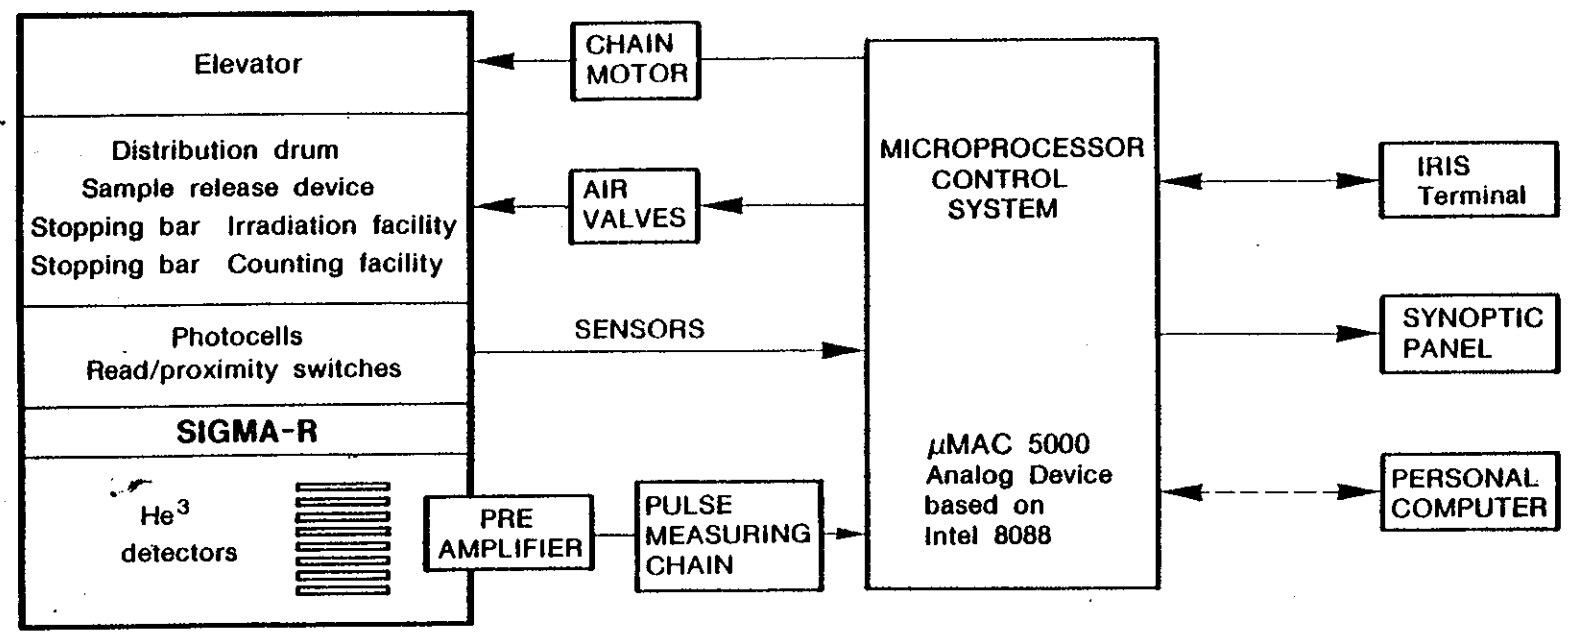 Elevator
Distribution drum
Sample release device
Stopping bar Irradiation facility
Stopping bar Counting facility
Photocells
Read/proximity switches
SIGMA-R
He³
detectors
CHAIN
MOTOR
AIR
VALVES
SENSORS
PRE
AMPLIFIER
PULSE
MEASURING
CHAIN
MICROPROCESSOR
CONTROL
SYSTEM
µMAC 5000
Analog Device
based on
Intel 8088
IRIS
Terminal
SYNOPTIC
PANEL
PERSONAL
COMPUTER